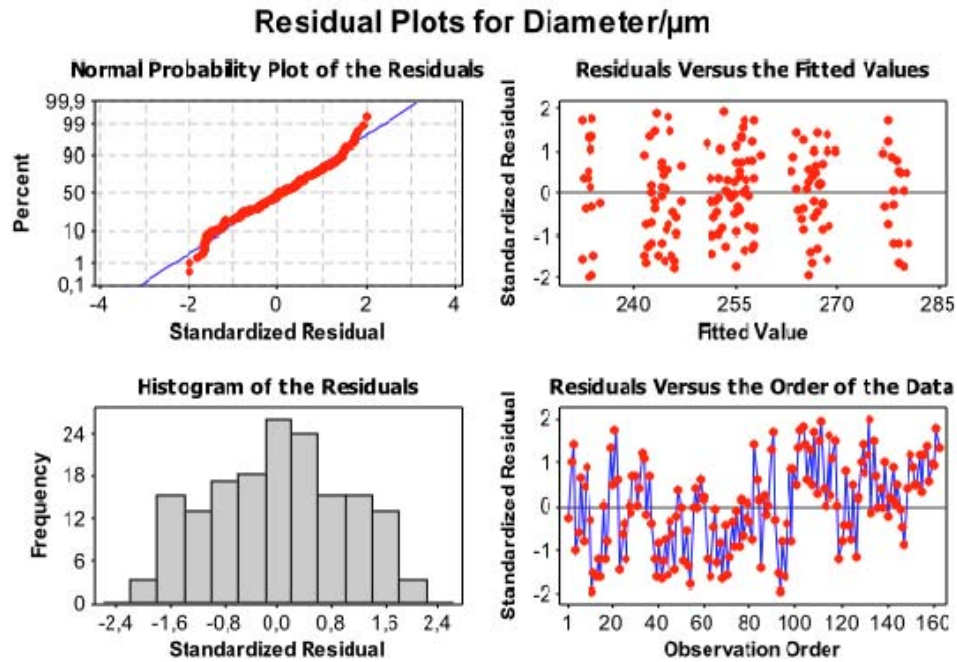 Residual Plots for Diameter/µm
Normal Probability Plot of the Residuals
99,9
99
90
50
10
1
0,1
Percent
-4 -2 0 2 4
Standardized Residual
Residuals Versus the Fitted Values
2
1
0
-1
-2
Standardized Residual
240 255 270 285
Fitted Value
Histogram of the Residuals
24
18
12
6
0
Frequency
-2,4 -1,6 -0,8 0,0 0,8 1,6 2,4
Standardized Residual
Residuals Versus the Order of the Data
2
1
0
-1
-2
Standardized Residual
1 20 40 60 80 100 120 140 160
Observation Order